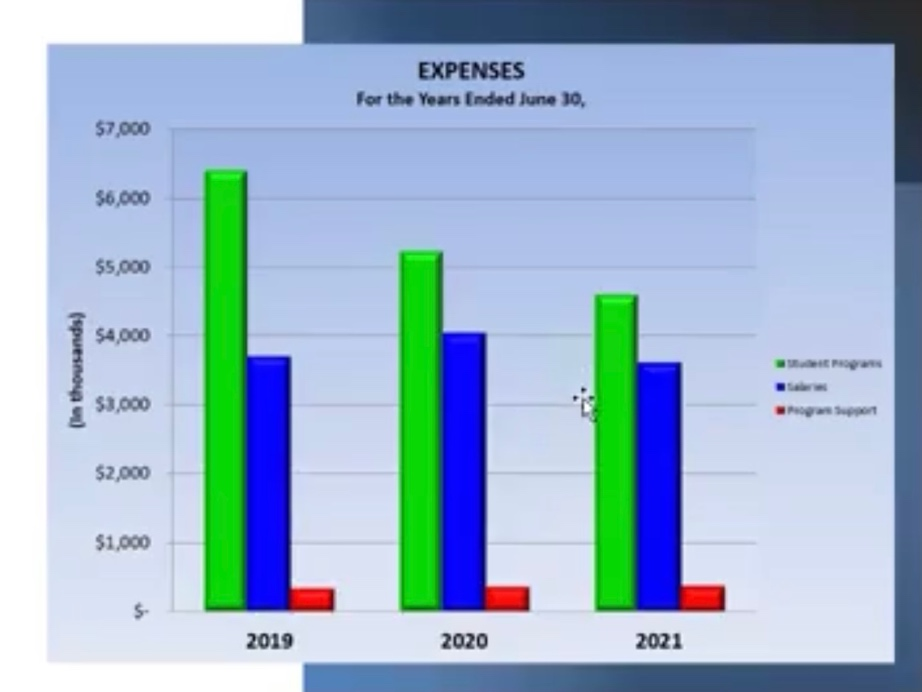 EXPENSES
For the Years Ended June 30,
$7,000
$6,000
$5,000
$4,000
$3,000
$2,000
$1,000
$-
(In thousands)
2019
2020
2021
Student Programs
Salaries
Program Support